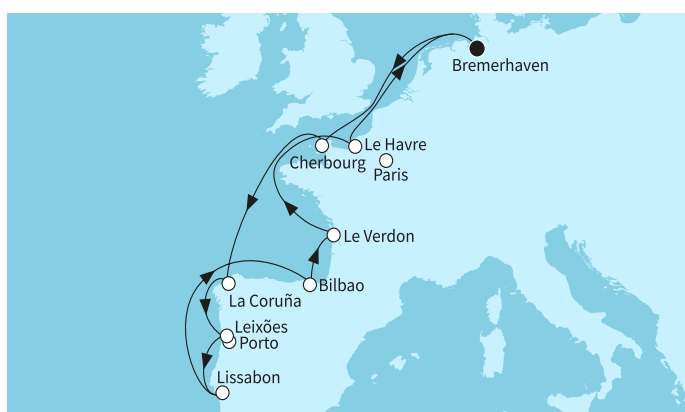 Bremerhaven
Le Havre
Cherbourg
Paris
Le Verdon
Bilbao
La Coruña
Leixões
Porto
Lissabon